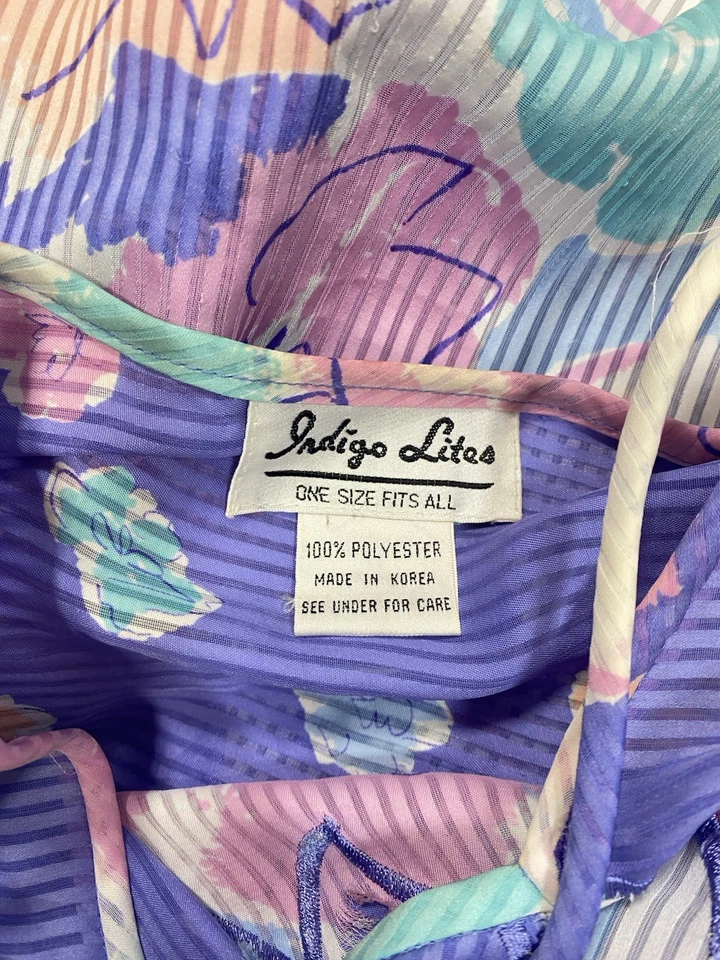 Indigo Lites
ONE SIZE FITS ALL
100% POLYESTER
MADE IN KOREA
SEE UNDER FOR CARE